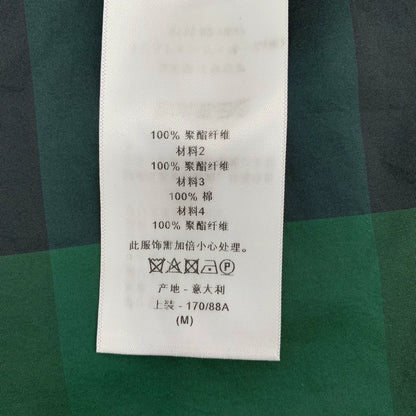 100% 聚酯纤维
材料2
100% 聚酯纤维
材料3
100% 棉
材料4
100% 聚酯纤维
此服饰需加倍小心处理。
产地 - 意大利
上装 - 170/88A
(M)